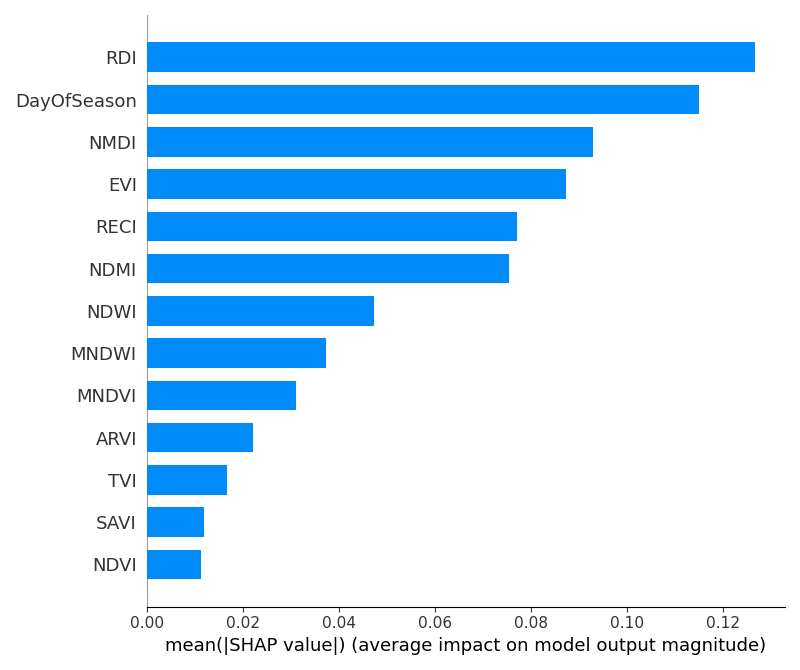 RDI
DayOfSeason
NMDI
EVI
RECI
NDMI
NDWI
MNDWI
MNDVI
ARVI
TVI
SAVI
NDVI
0.00 0.02 0.04 0.06 0.08 0.10 0.12
mean(|SHAP value|) (average impact on model output magnitude)